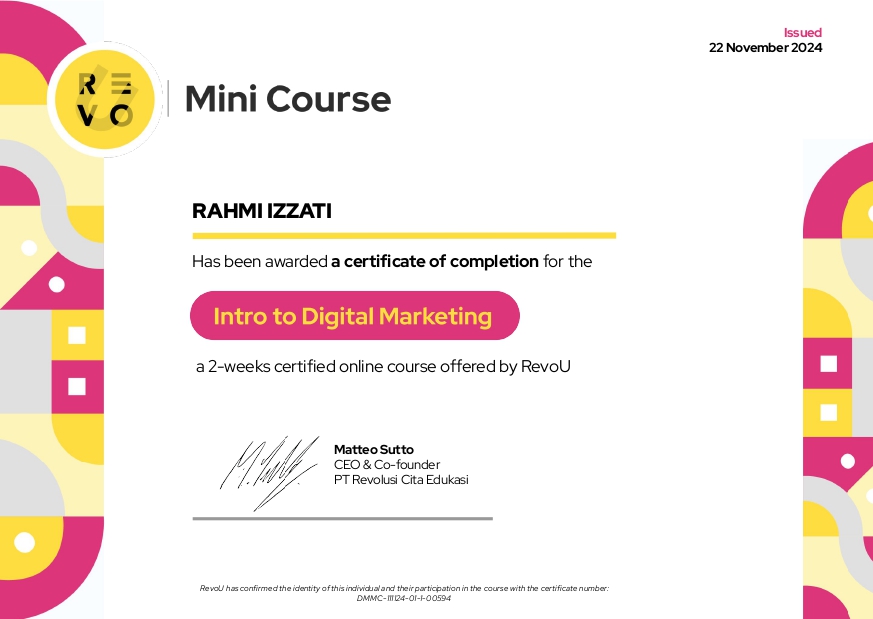 Issued
22 November 2024
RE
VO
Mini Course
RAHMI IZZATI
Has been awarded a certificate of completion for the
Intro to Digital Marketing
a 2-weeks certified online course offered by RevoU
Matteo Sutto
CEO & Co-founder
PT Revolusi Cita Edukasi
RevoU has confirmed the identity of this individual and their participation in the course with the certificate number:
DMMC-111124-01-1-00594